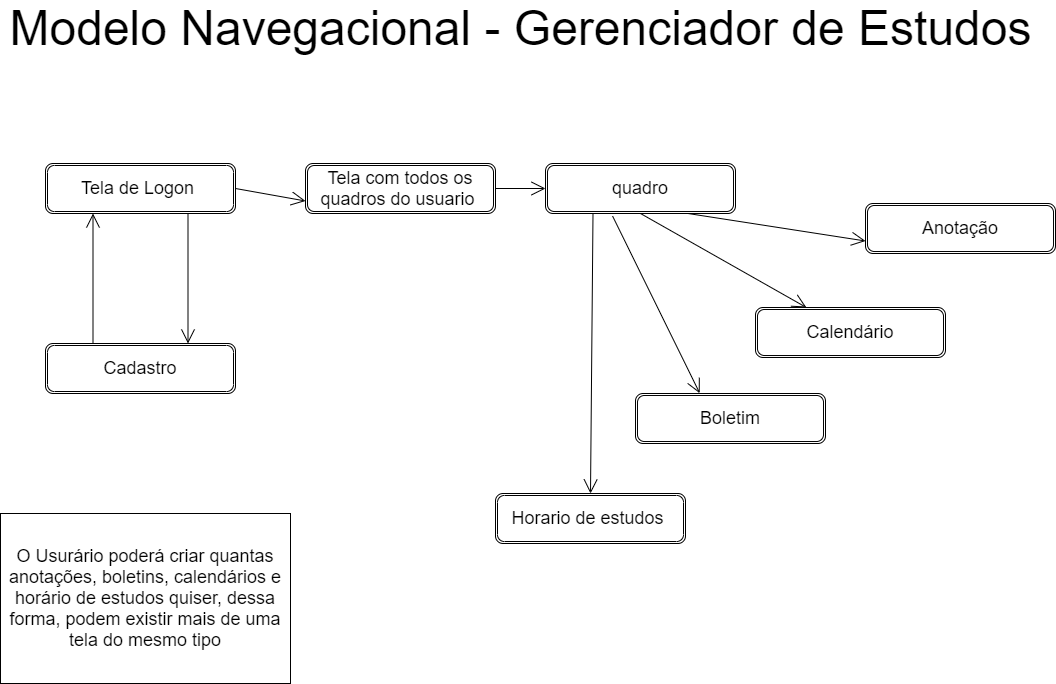 Modelo Navegacional - Gerenciador de Estudos
Tela de Logon
Tela com todos os
quadros do usuario
quadro
Anotação
Calendário
Cadastro
Boletim
Horario de estudos
O Usurário poderá criar quantas
anotações, boletins, calendários e
horário de estudos quiser, dessa
forma, podem existir mais de uma
tela do mesmo tipo